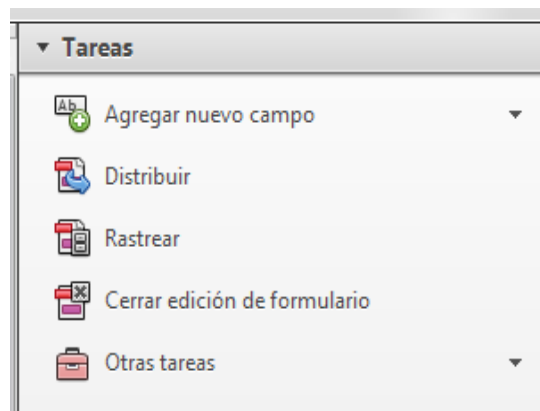 Tareas
Agregar nuevo campo
Distribuir
Rastrear
Cerrar edición de formulario
Otras tareas